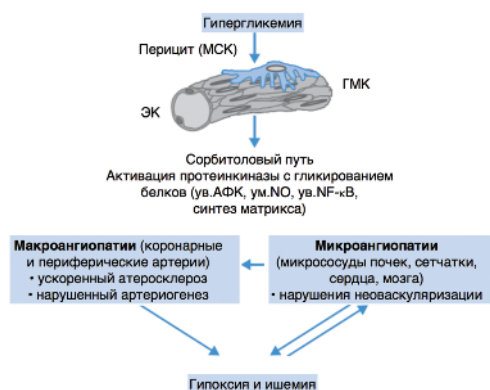 Гипергликемия
Перицит (МСК)
ГМК
ЭК
Сорбитоловый путь
Активация протеинкиназы с гликированием
белков (ув.АФК, ум.NO, ув.NF-κB,
синтез матрикса)
Макроангиопатии (коронарные
и периферические артерии)
• ускоренный атеросклероз
• нарушенный артериогенез
Микроангиопатии
(микрососуды почек, сетчатки,
сердца, мозга)
• нарушения неоваскуляризации
Гипоксия и ишемия